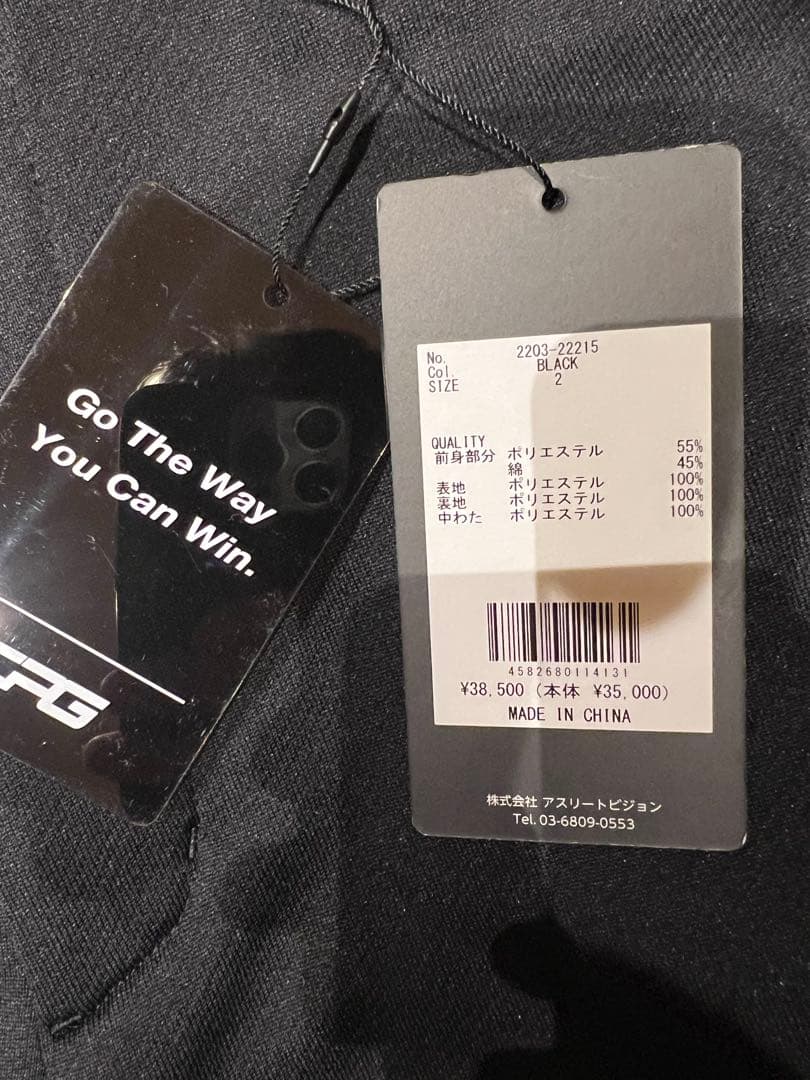 Go The Way
You Can Win.
No. 2203-22215
Col. BLACK
SIZE 2
QUALITY
前身部分 ポリエステル 55%
綿 45%
表地 ポリエステル 100%
裏地 ポリエステル 100%
中わた ポリエステル 100%
4582680114131
¥38,500 (本体 ¥35,000)
MADE IN CHINA
株式会社 アスリートビジョン
Tel. 03-6809-0553